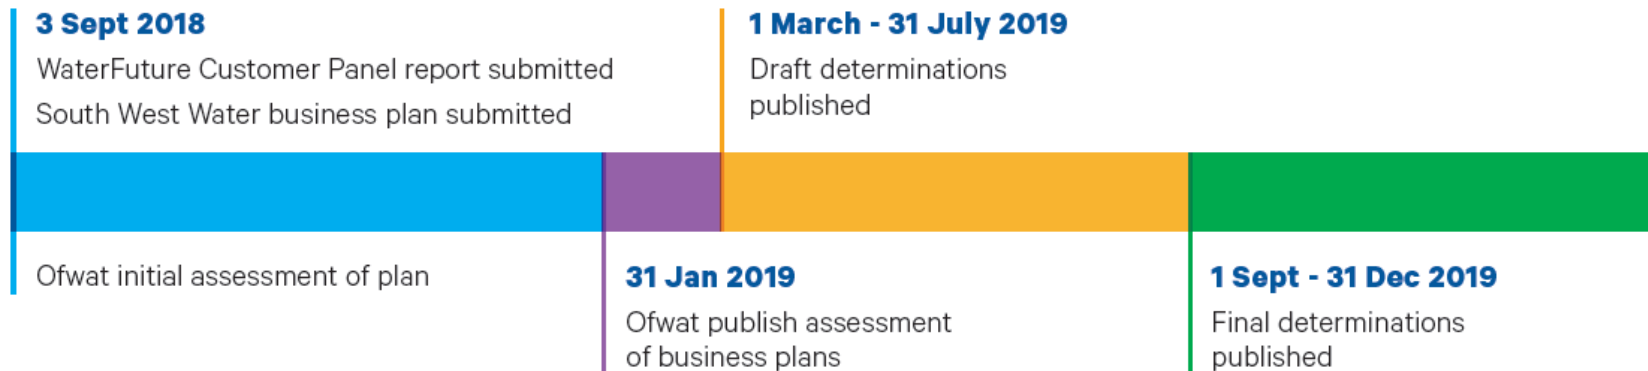 3 Sept 2018
WaterFuture Customer Panel report submitted
South West Water business plan submitted
1 March - 31 July 2019
Draft determinations
published
Ofwat initial assessment of plan
31 Jan 2019
Ofwat publish assessment
of business plans
1 Sept - 31 Dec 2019
Final determinations
published